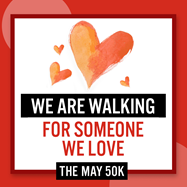 WE ARE WALKING
FOR SOMEONE
WE LOVE
THE MAY 50K